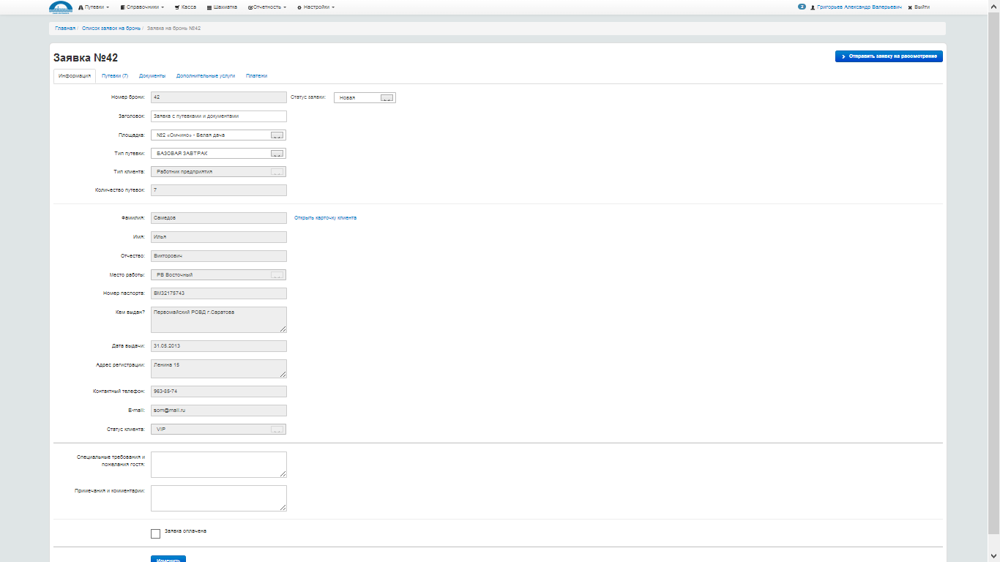 Путевки Справочники Касса Шахматка Отчетность Настройки 2 Григорьев Александр Валерьевич Выйти
Главная / Список заявок на бронь / Заявка на бронь №42
Заявка №42
Отправить заявку на рассмотрение
Информация Путевки (7) Документы Дополнительные услуги Платежи
Номер брони: 42 Статус заявки: Новая
Заголовок: Заявка с путевками и документами
Площадка: №2 «Омчино» - Белая дача
Тип путевки: БАЗОВАЯ ЗАВТРАК
Тип клиента: Работник предприятия
Количество путевок: 7
Фамилия: Самедов Открыть карточку клиента
Имя: Илья
Отчество: Викторович
Место работы: РВ Восточный
Номер паспорта: ВМ32175743
Кем выдан? Первомайский РОВД г.Саратова
Дата выдачи: 31.05.2013
Адрес регистрации: Ленина 15
Контактный телефон: 963-85-74
E-mail: som@mail.ru
Статус клиента: VIP
Специальные требования и
пожелания гостя:
Примечания и комментарии:
Заявка оплачена
Изменить